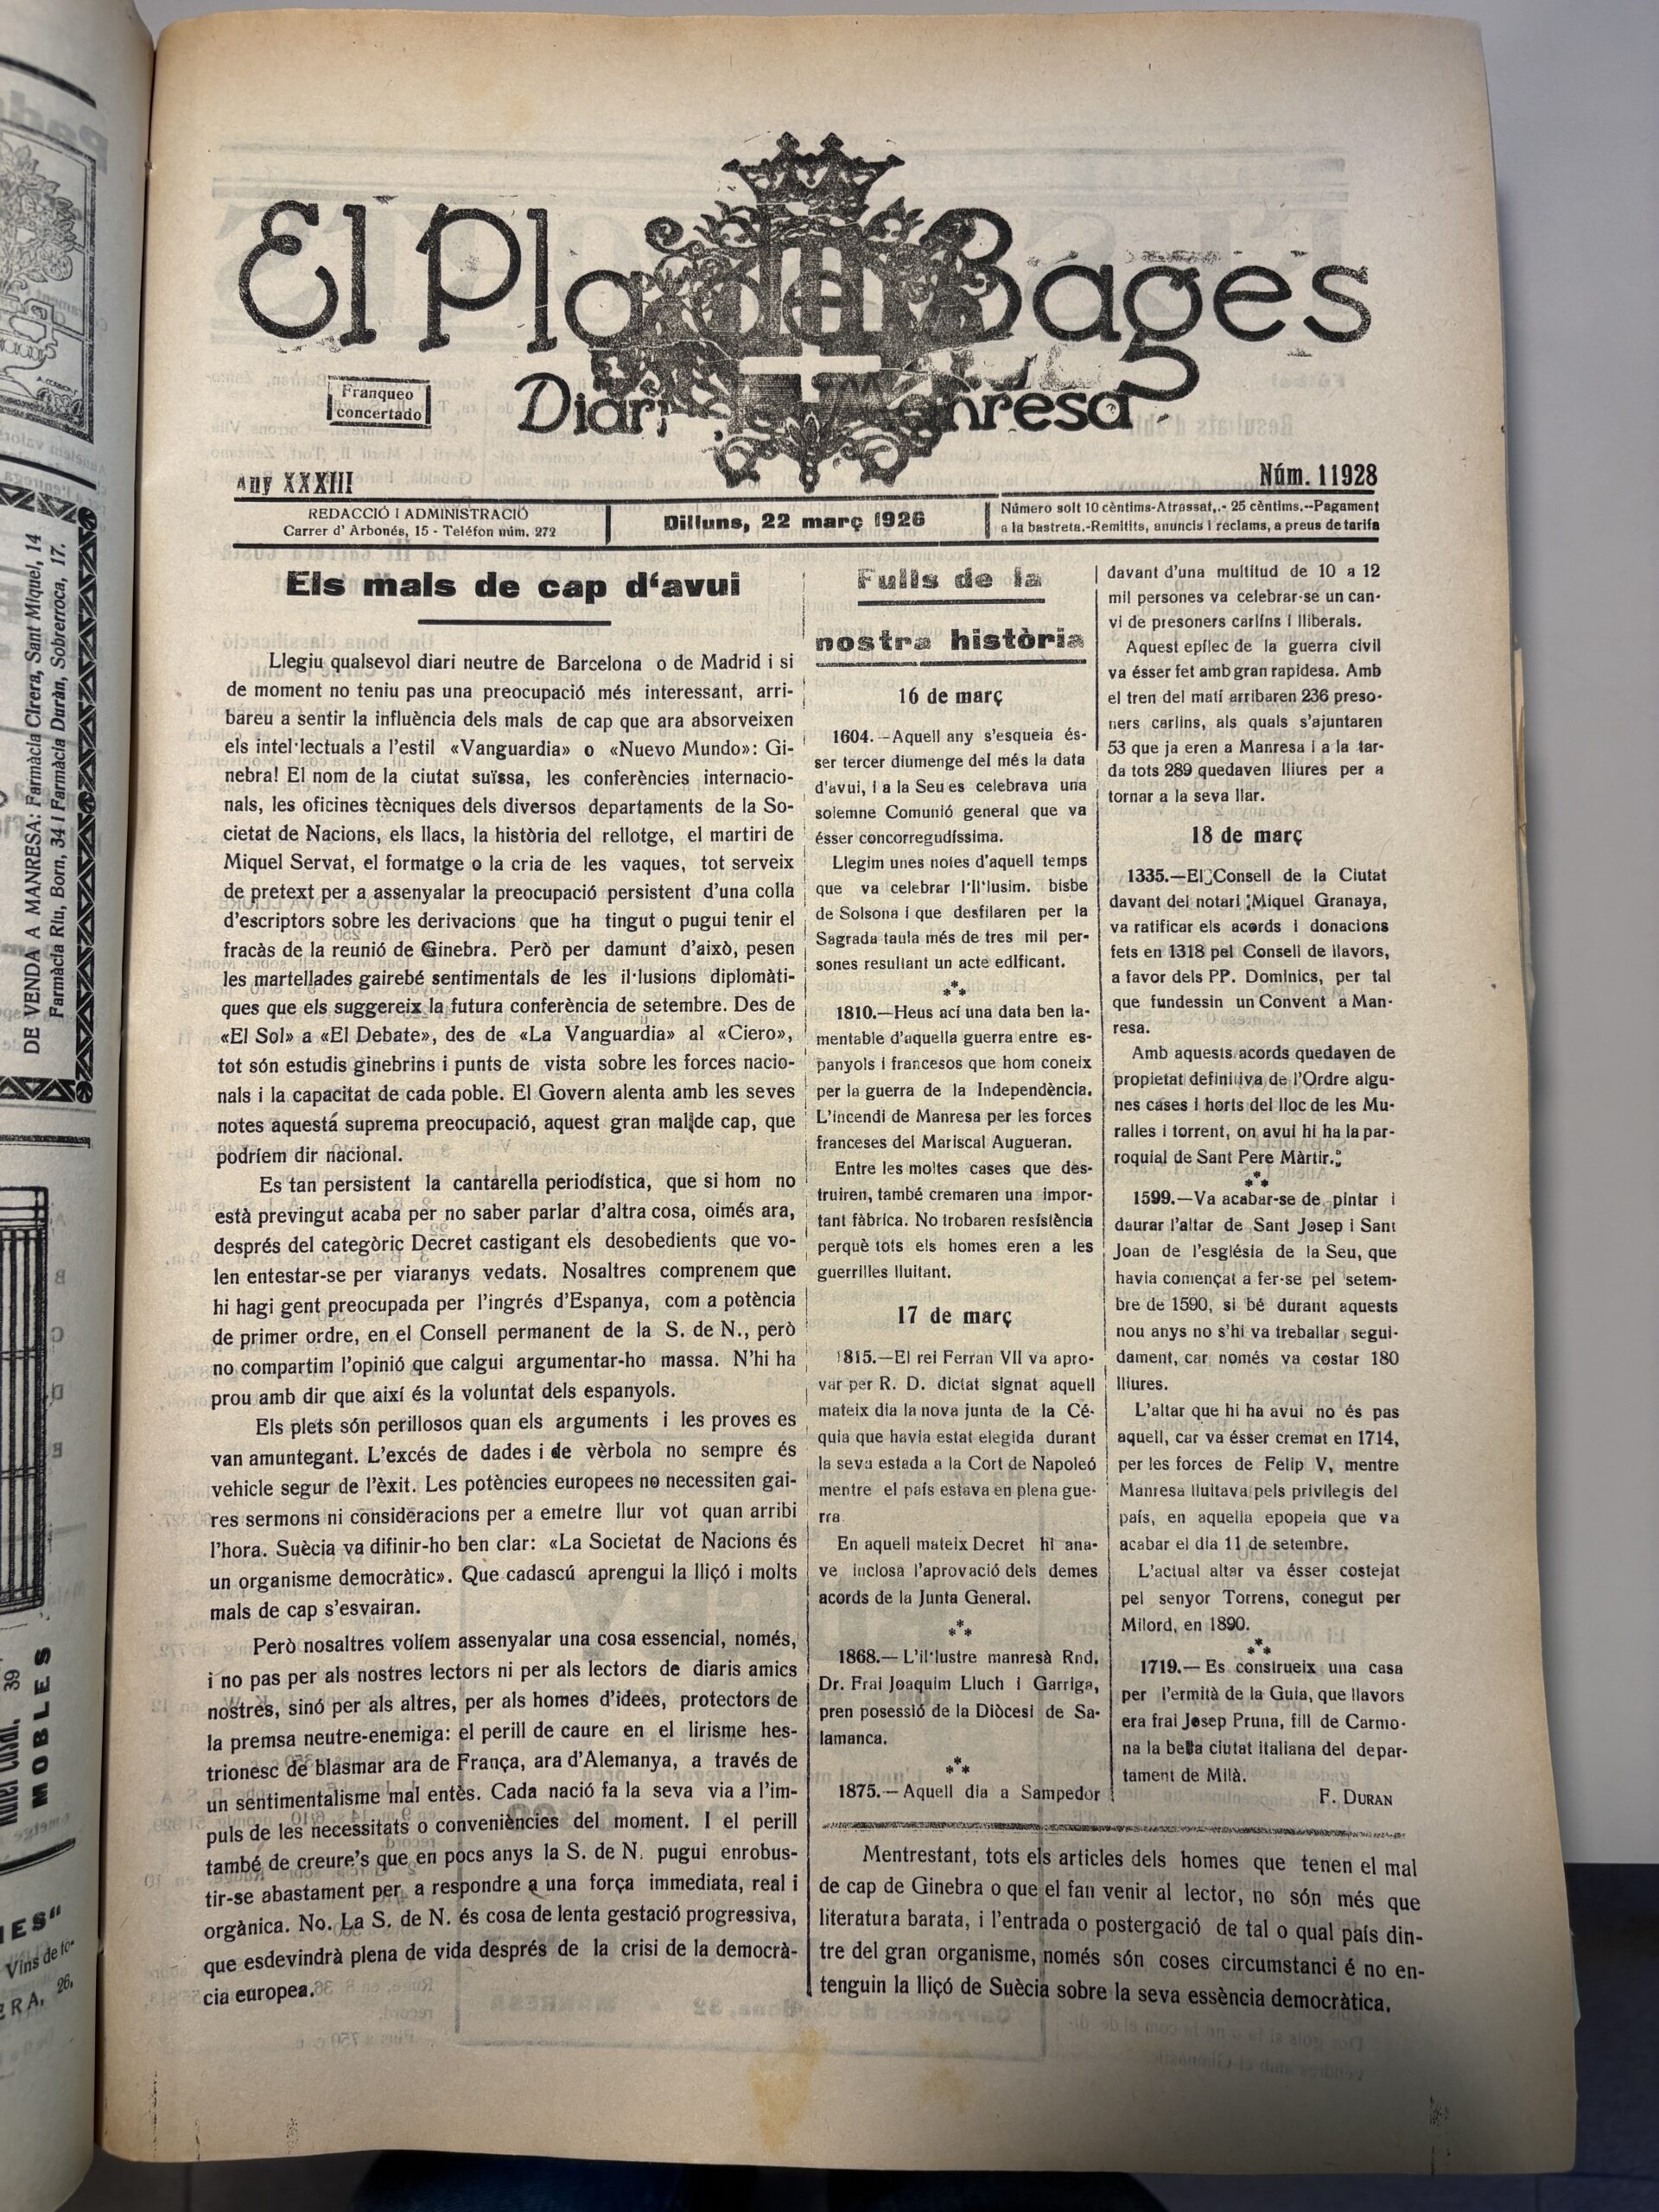 El Pla de Bages
Diari de Manresa
Franqueo
concertado
Any XXXIII
Núm. 11928
REDACCIÓ I ADMINISTRACIÓ
Carrer d' Arbonés, 15 - Teléfon núm. 272
Dilluns, 22 març 1926
Número solt 10 cèntims-Atrassat,.- 25 cèntims.--Pagament
a la bastreta.-Remitits, anuncis i reclams, a preus de tarifa
Els mals de cap d'avui
Llegiu qualsevol diari neutre de Barcelona o de Madrid i si
de moment no teniu pas una preocupació més interessant, arri-
bareu a sentir la influència dels mals de cap que ara absorveixen
els intel·lectuals a l'estil «Vanguardia» o «Nuevo Mundo»: Gi-
nebra! El nom de la ciutat suïssa, les conferències internacio-
nals, les oficines tècniques dels diversos departaments de la So-
cietat de Nacions, els llacs, la història del rellotge, el martiri de
Miquel Servat, el formatge o la cria de les vaques, tot serveix
de pretext per a assenyalar la preocupació persistent d'una colla
d'escriptors sobre les derivacions que ha tingut o pugui tenir el
fracàs de la reunió de Ginebra. Però per damunt d'això, pesen
les martellades gairebé sentimentals de les il·lusions diplomàti-
ques que els suggereix la futura conferència de setembre. Des de
«El Sol» a «El Debate», des de «La Vanguardia» al «Ciero»,
tot són estudis ginebrins i punts de vista sobre les forces nacio-
nals i la capacitat de cada poble. El Govern alenta amb les seves
notes aquestá suprema preocupació, aquest gran mal de cap, que
podríem dir nacional.
Es tan persistent la cantarella periodística, que si hom no
està previngut acaba per no saber parlar d'altra cosa, oimés ara,
després del categòric Decret castigant els desobedients que vo-
len entestar-se per viaranys vedats. Nosaltres comprenem que
hi hagi gent preocupada per l'ingrés d'Espanya, com a potència
de primer ordre, en el Consell permanent de la S. de N., però
no compartim l'opinió que calgui argumentar-ho massa. N'hi ha
prou amb dir que així és la voluntat dels espanyols.
Els plets són perillosos quan els arguments i les proves es
van amuntegant. L'excés de dades i de vèrbola no sempre és
vehicle segur de l'èxit. Les potències europees no necessiten gai-
res sermons ni consideracions per a emetre llur vot quan arribi
l'hora. Suècia va difinir-ho ben clar: «La Societat de Nacions és
un organisme democràtic». Que cadascú aprengui la lliçó i molts
mals de cap s'esvairan.
Però nosaltres volíem assenyalar una cosa essencial, només,
i no pas per als nostres lectors ni per als lectors de diaris amics
nostres, sinó per als altres, per als homes d'idees, protectors de
la premsa neutre-enemiga: el perill de caure en el lirisme hes-
trionesc de blasmar ara de França, ara d'Alemanya, a través de
un sentimentalisme mal entès. Cada nació fa la seva via a l'im-
puls de les necessitats o conveniències del moment. I el perill
també de creure's que en pocs anys la S. de N. pugui enrobus-
tir-se abastament per a respondre a una força immediata, real i
orgànica. No. La S. de N. és cosa de lenta gestació progressiva,
que esdevindrà plena de vida després de la crisi de la democrà-
cia europea.
Fulls de la
nostra història
16 de març
1604.—Aquell any s'esqueia és-
ser tercer diumenge del més la data
d'avui, i a la Seu es celebrava una
solemne Comunió general que va
ésser concorregudíssima.
Llegim unes notes d'aquell temps
que va celebrar l'Il'lusim. bisbe
de Solsona i que desfilaren per la
Sagrada taula més de tres mil per-
sones resultant un acte edificant.
***
1810.—Heus ací una data ben la-
mentable d'aquella guerra entre es-
panyols i francesos que hom coneix
per la guerra de la Independència.
L'incendi de Manresa per les forces
franceses del Mariscal Augueran.
Entre les moltes cases que des-
truiren, també cremaren una impor-
tant fàbrica. No trobaren resistència
perquè tots els homes eren a les
guerrilles lluitant.
17 de març
1815.—El rei Ferran VII va apro-
var per R. D. dictat signat aquell
mateix dia la nova junta de la Cé-
quia que havia estat elegida durant
la seva estada a la Cort de Napoleó
mentre el país estava en plena gue-
rra
En aquell mateix Decret hi ana-
ve inclosa l'aprovació dels demes
acords de la Junta General.
***
1868.— L'il'lustre manresà Rnd.
Dr. Frai Joaquim Lluch i Garriga,
pren posessió de la Diòcesi de Sa-
lamanca.
***
1875.— Aquell dia a Sampedor
davant d'una multitud de 10 a 12
mil persones va celebrar-se un can-
vi de presoners carlins i lliberals.
Aquest epílec de la guerra civil
va ésser fet amb gran rapidesa. Amb
el tren del matí arribaren 236 preso-
ners carlins, als quals s'ajuntaren
53 que ja eren a Manresa i a la tar-
da tots 289 quedaven lliures per a
tornar a la seva llar.
18 de març
1335.—El Consell de la Ciutat
davant del notari Miquel Granaya,
va ratificar els acords i donacions
fets en 1318 pel Consell de llavors,
a favor dels PP. Dominics, per tal
que fundessin un Convent a Man-
resa.
Amb aquests acords quedaven de
propietat definitiva de l'Ordre algu-
nes cases i horts del lloc de les Mu-
ralles i torrent, on avui hi ha la par-
roquial de Sant Pere Màrtir.
***
1599.—Va acabar-se de pintar i
daurar l'altar de Sant Josep i Sant
Joan de l'església de la Seu, que
havia començat a fer-se pel setem-
bre de 1590, si bé durant aquests
nou anys no s'hi va treballar segui-
dament, car només va costar 180
lliures.
L'altar que hi ha avui no és pas
aquell, car va ésser cremat en 1714,
per les forces de Felip V, mentre
Manresa lluitava pels privilegis del
país, en aquella epopeia que va
acabar el dia 11 de setembre.
L'actual altar va ésser costejat
pel senyor Torrens, conegut per
Milord, en 1890.
***
1719.— Es construeix una casa
per l'ermità de la Guia, que llavors
era frai Josep Pruna, fill de Carmo-
na la bella ciutat italiana del depar-
tament de Milà.
F. DURAN
Mentrestant, tots els articles dels homes que tenen el mal
de cap de Ginebra o que el fan venir al lector, no són més que
literatura barata, i l'entrada o postergació de tal o qual país din-
tre del gran organisme, només són coses circumstanci é no en-
tenguin la lliçó de Suècia sobre la seva essència democràtica.
DE VENDA A MANRESA: Farmàcia Cirera, Sant Miquel, 14
Farmàcia Riu, Born, 34 i Farmàcia Duràn, Sobrerroca, 17.
39
MOBLES
Vins de
26,